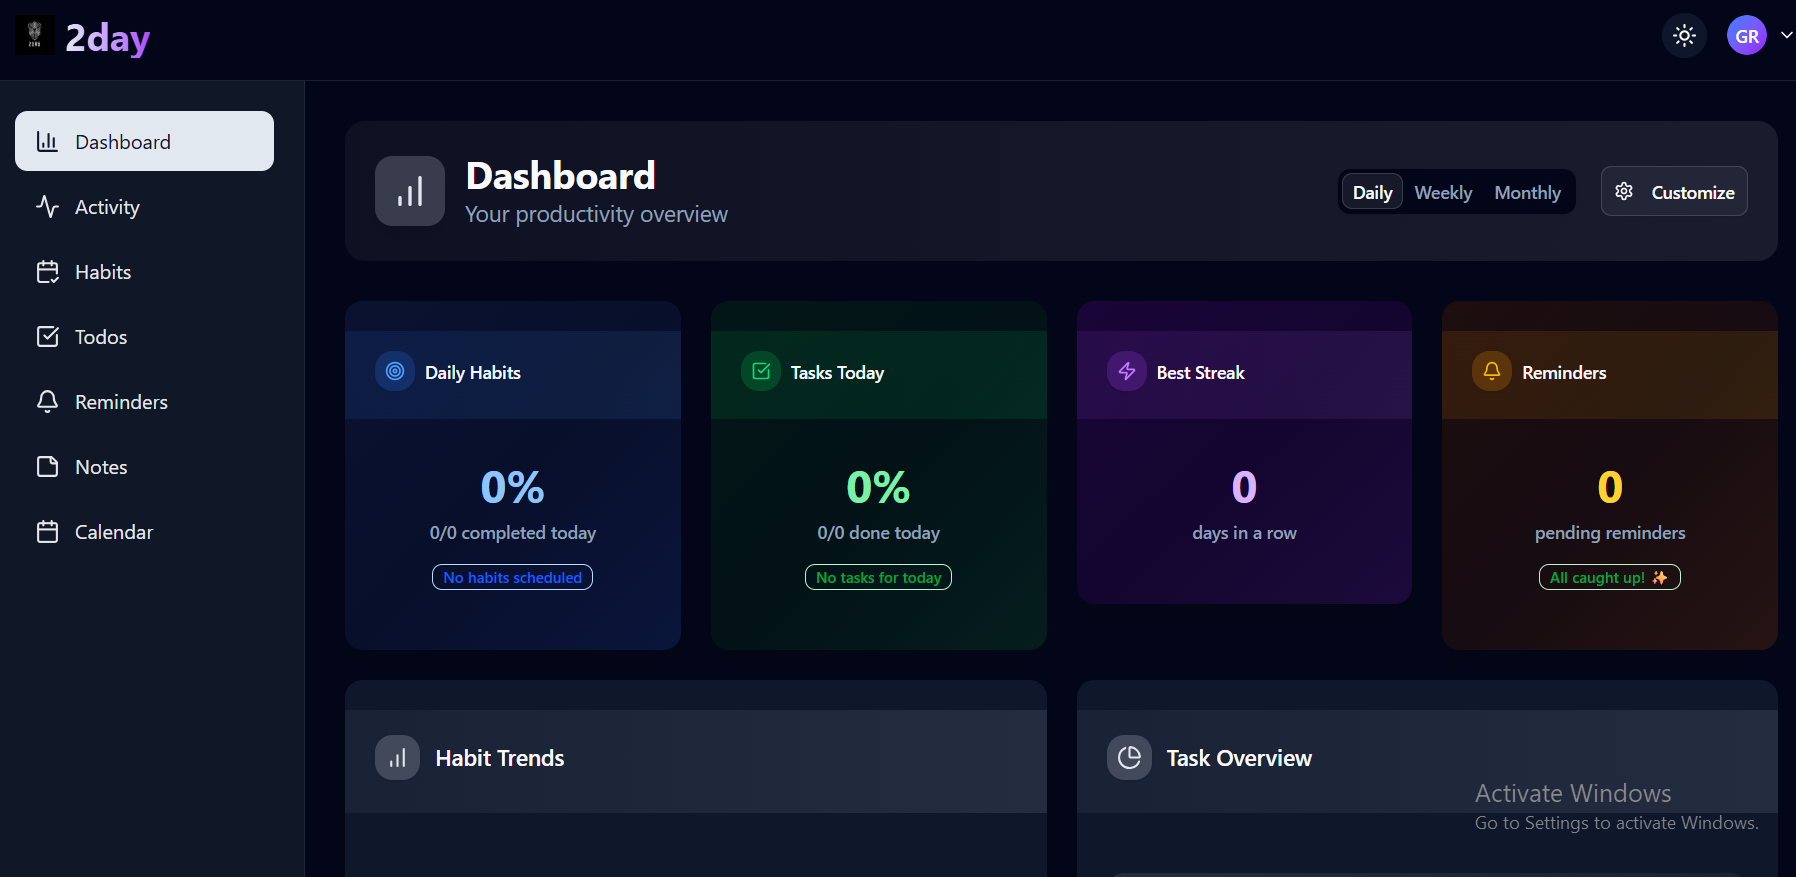 2day
GR
Dashboard
Activity
Habits
Todos
Reminders
Notes
Calendar
Dashboard
Your productivity overview
Daily Weekly Monthly
Customize
Daily Habits
0%
0/0 completed today
No habits scheduled
Tasks Today
0%
0/0 done today
No tasks for today
Best Streak
0
days in a row
Reminders
0
pending reminders
All caught up! ✨
Habit Trends
Task Overview
Activate Windows
Go to Settings to activate Windows.